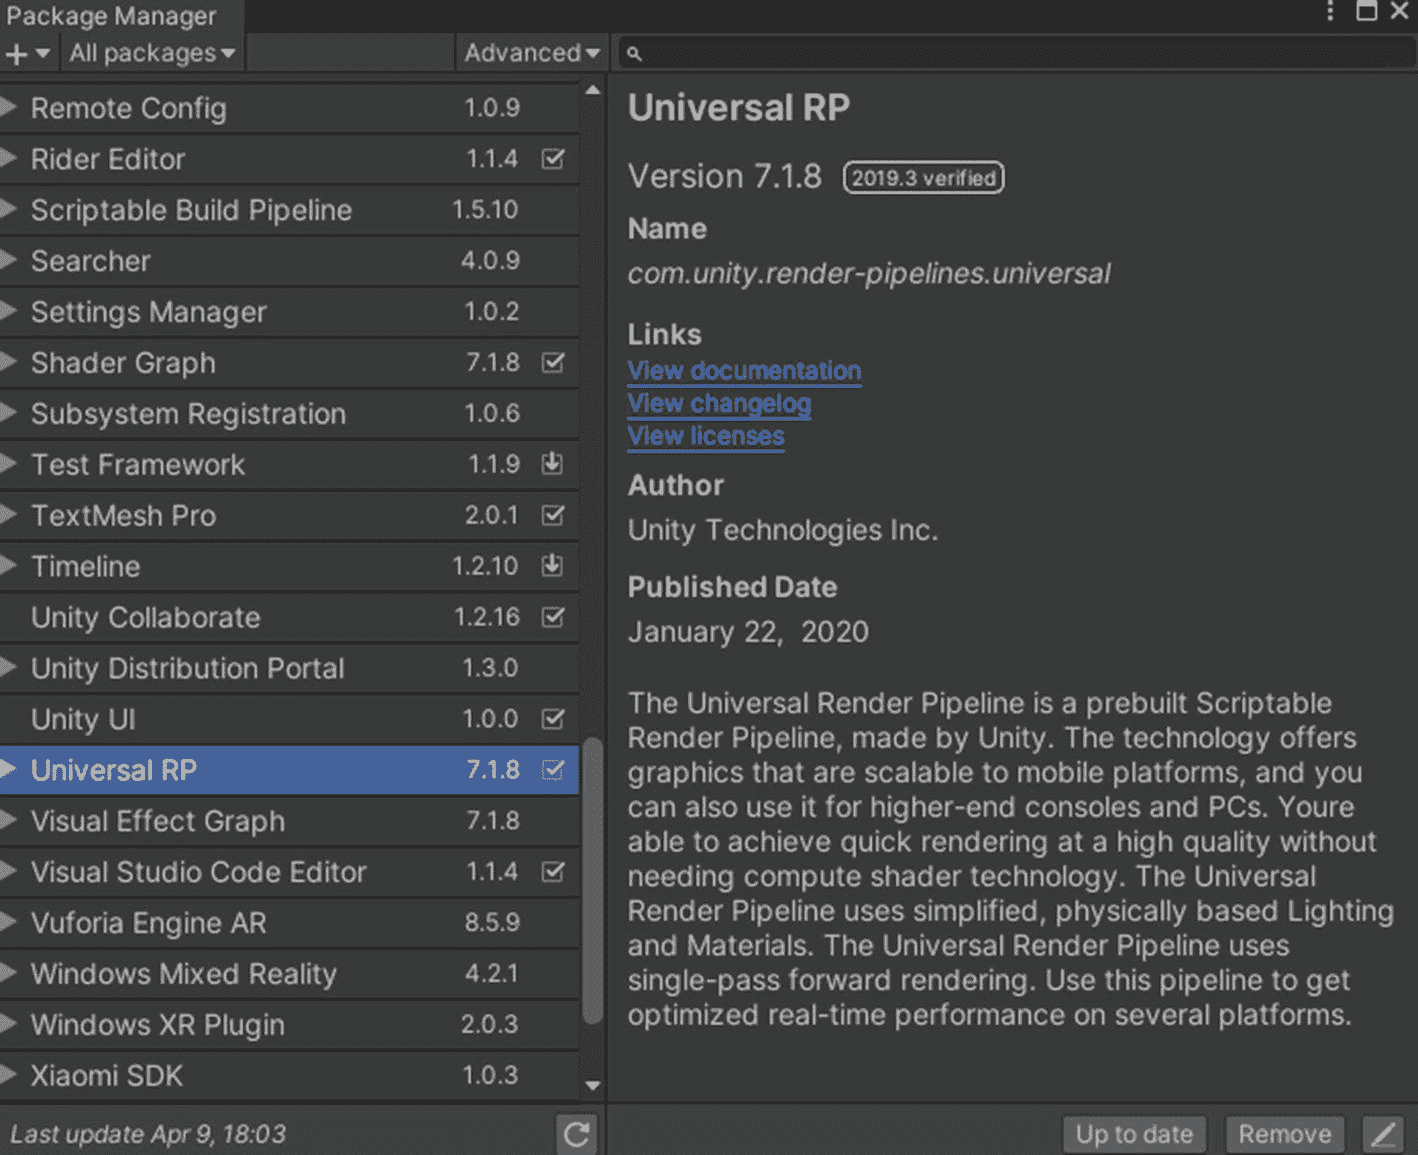 Package Manager
+ All packages Advanced
Remote Config 1.0.9
Rider Editor 1.1.4
Scriptable Build Pipeline 1.5.10
Searcher 4.0.9
Settings Manager 1.0.2
Shader Graph 7.1.8
Subsystem Registration 1.0.6
Test Framework 1.1.9
TextMesh Pro 2.0.1
Timeline 1.2.10
Unity Collaborate 1.2.16
Unity Distribution Portal 1.3.0
Unity UI 1.0.0
Universal RP 7.1.8
Visual Effect Graph 7.1.8
Visual Studio Code Editor 1.1.4
Vuforia Engine AR 8.5.9
Windows Mixed Reality 4.2.1
Windows XR Plugin 2.0.3
Xiaomi SDK 1.0.3
Last update Apr 9, 18:03
Universal RP
Version 7.1.8 2019.3 verified
Name
com.unity.render-pipelines.universal
Links
View documentation
View changelog
View licenses
Author
Unity Technologies Inc.
Published Date
January 22, 2020
The Universal Render Pipeline is a prebuilt Scriptable
Render Pipeline, made by Unity. The technology offers
graphics that are scalable to mobile platforms, and you
can also use it for higher-end consoles and PCs. Youre
able to achieve quick rendering at a high quality without
needing compute shader technology. The Universal
Render Pipeline uses simplified, physically based Lighting
and Materials. The Universal Render Pipeline uses
single-pass forward rendering. Use this pipeline to get
optimized real-time performance on several platforms.
Up to date Remove